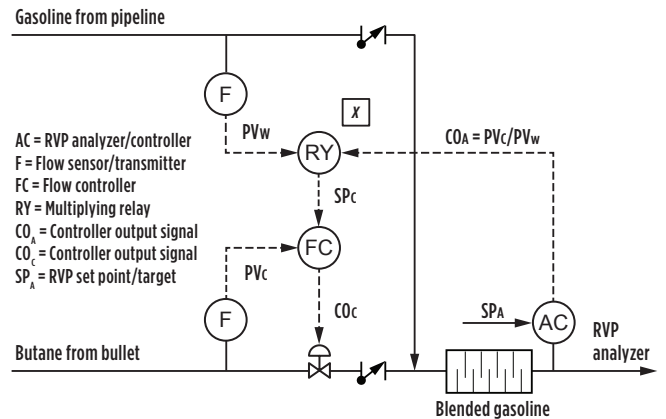 Gasoline from pipeline
F
X
PVW
COA = PVC/PVW
RY
AC = RVP analyzer/controller
F = Flow sensor/transmitter
FC = Flow controller
RY = Multiplying relay
COA = Controller output signal
COC = Controller output signal
SPA = RVP set point/target
SPC
FC
PVC
F
COC
SPA
AC
RVP
analyzer
Butane from bullet
Blended gasoline